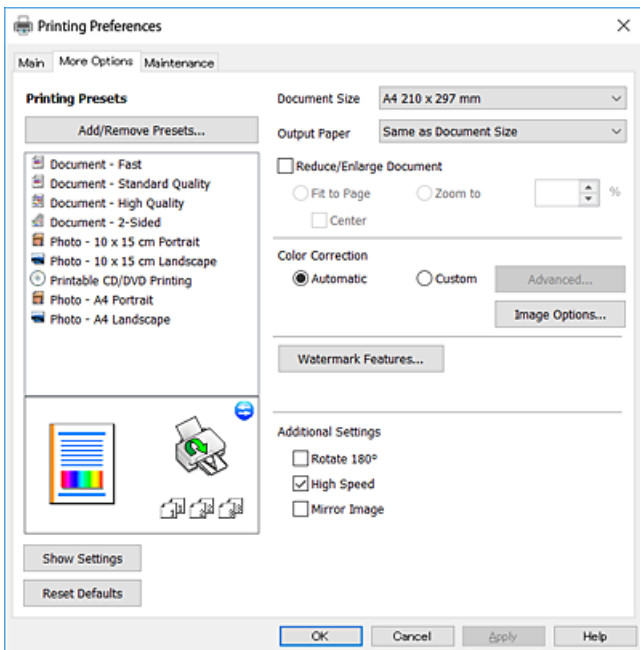 Printing Preferences
Main More Options Maintenance
Printing Presets
Add/Remove Presets...
Document - Fast
Document - Standard Quality
Document - High Quality
Document - 2-Sided
Photo - 10 x 15 cm Portrait
Photo - 10 x 15 cm Landscape
Printable CD/DVD Printing
Photo - A4 Portrait
Photo - A4 Landscape
Show Settings
Reset Defaults
Document Size A4 210 x 297 mm
Output Paper Same as Document Size
Reduce/Enlarge Document
Fit to Page Zoom to %
Center
Color Correction
Automatic Custom Advanced...
Image Options...
Watermark Features...
Additional Settings
Rotate 180º
High Speed
Mirror Image
OK Cancel Apply Help